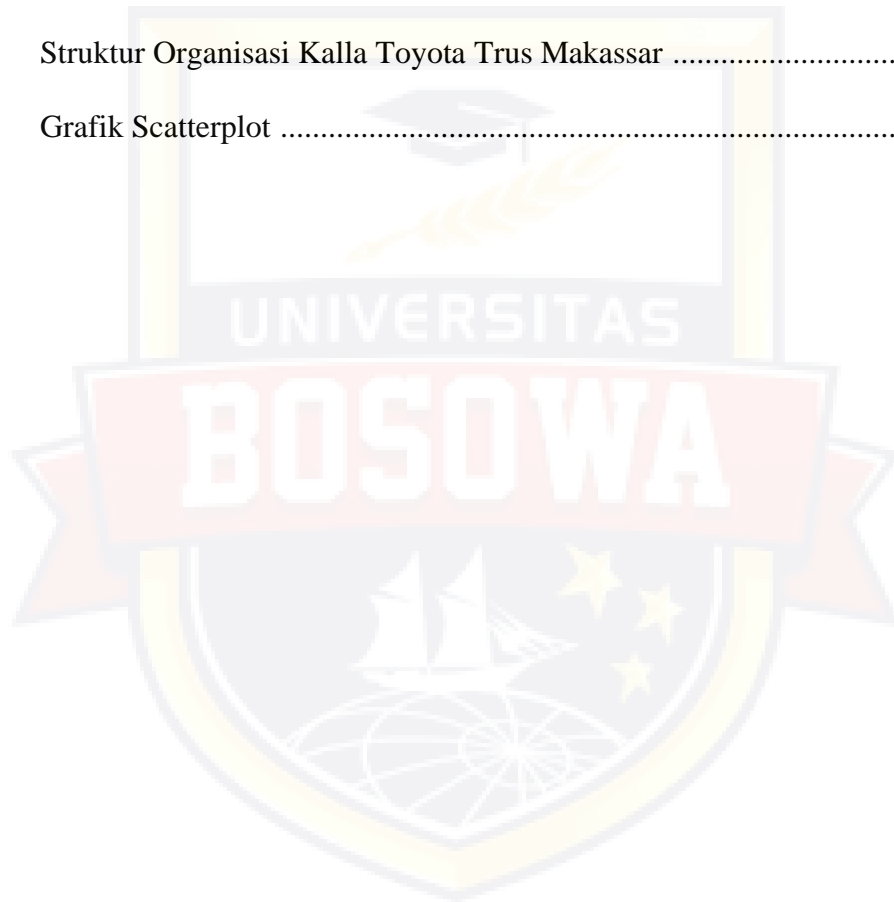 Struktur Organisasi Kalla Toyota Trus Makassar ............................
Grafik Scatterplot .............................................................................
UNIVERSITAS
BOSOWA